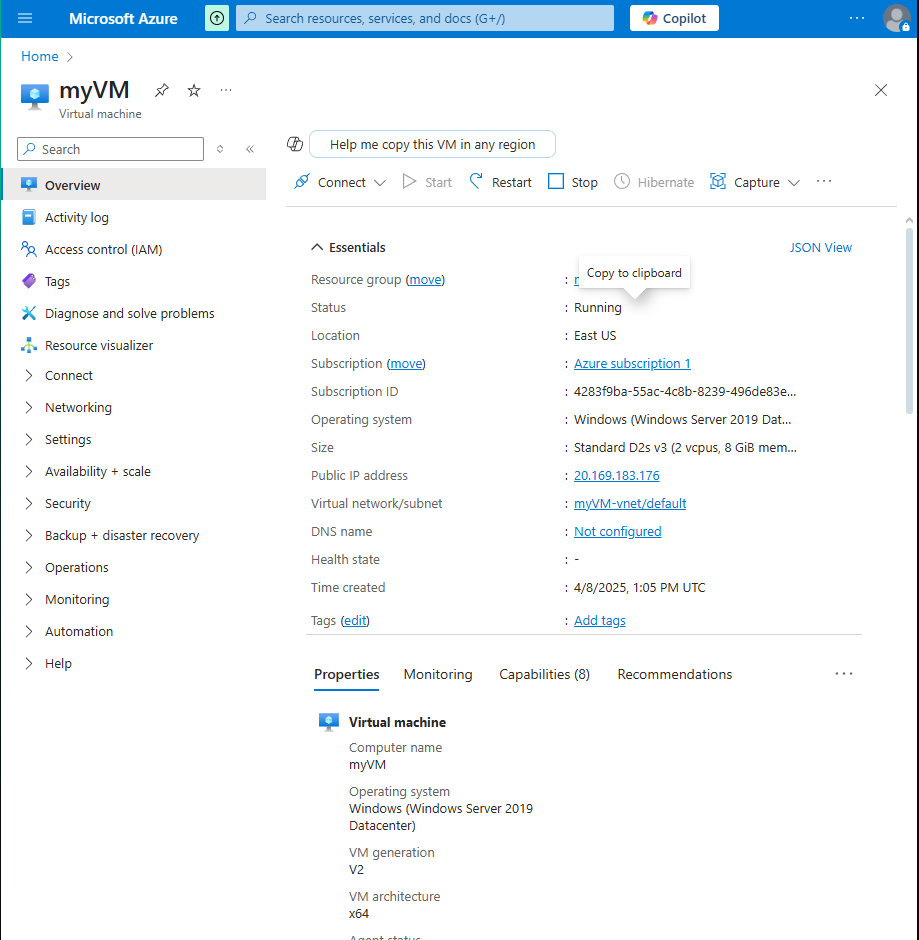 Microsoft Azure
Search resources, services, and docs (G+/)
Copilot
Home
myVM
Virtual machine
Search
Overview
Activity log
Access control (IAM)
Tags
Diagnose and solve problems
Resource visualizer
Connect
Networking
Settings
Availability + scale
Security
Backup + disaster recovery
Operations
Monitoring
Automation
Help
Help me copy this VM in any region
Connect Start Restart Stop Hibernate Capture
Essentials JSON View
Copy to clipboard
Resource group (move) :
Status : Running
Location : East US
Subscription (move) : Azure subscription 1
Subscription ID : 4283f9ba-55ac-4c8b-8239-496de83e...
Operating system : Windows (Windows Server 2019 Dat...
Size : Standard D2s v3 (2 vcpus, 8 GiB mem...
Public IP address : 20.169.183.176
Virtual network/subnet : myVM-vnet/default
DNS name : Not configured
Health state : -
Time created : 4/8/2025, 1:05 PM UTC
Tags (edit) : Add tags
Properties Monitoring Capabilities (8) Recommendations
Virtual machine
Computer name
myVM
Operating system
Windows (Windows Server 2019
Datacenter)
VM generation
V2
VM architecture
x64
Agent status